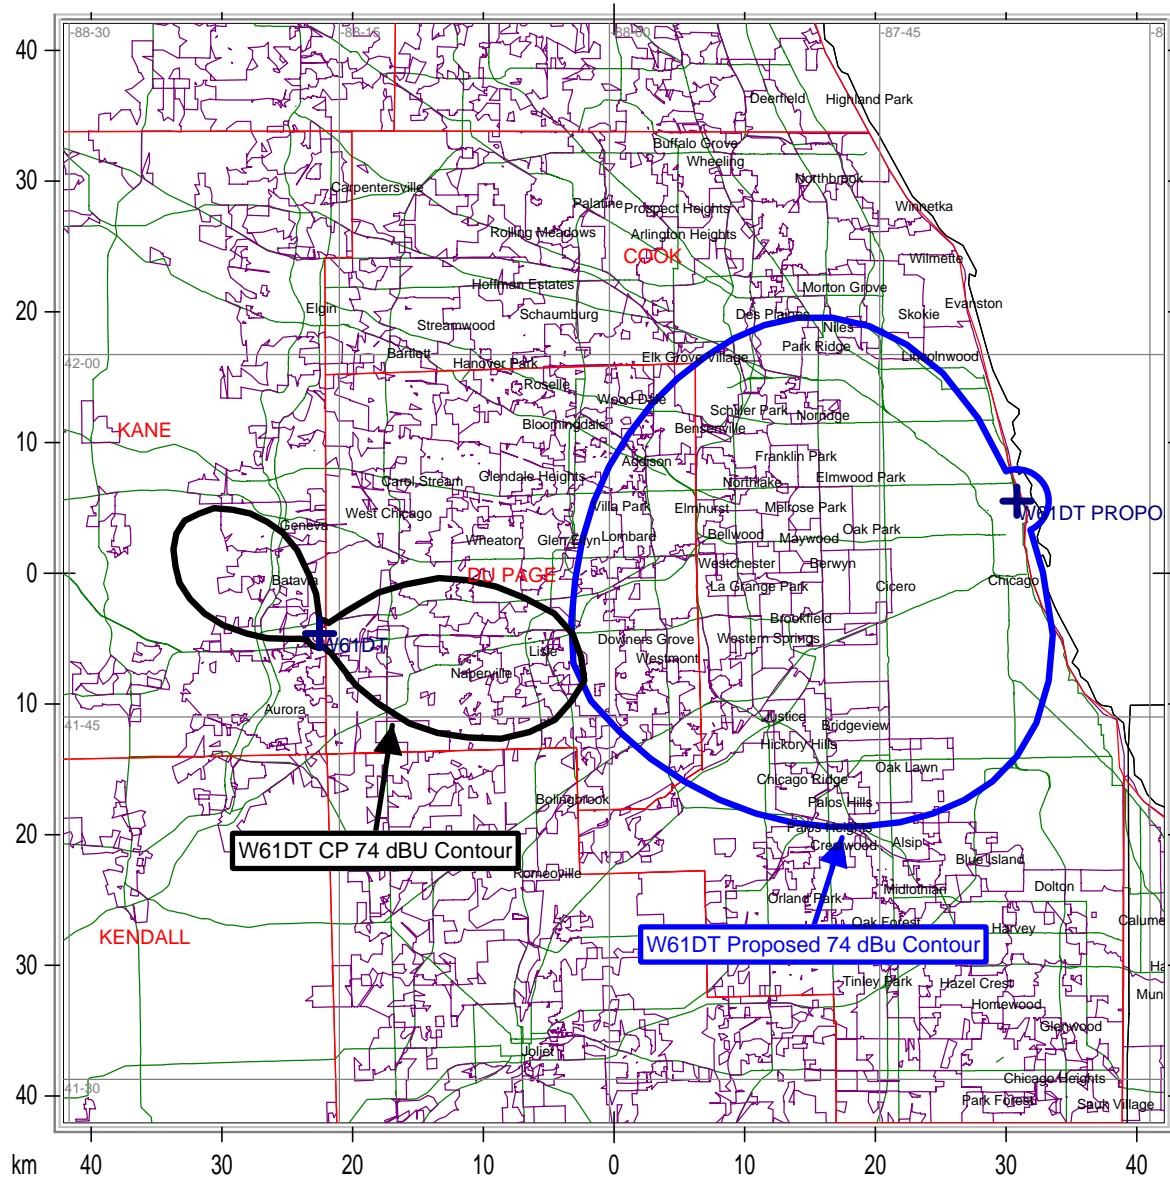 -88-30
-88-15
-88-00
-87-45
40
Deerfield
Highland Park
Buffalo Grove
Wheeling
30
Carpentersville
Northbrook
Palatine
Prospect Heights
Winnetka
Rolling Meadows
Arlington Heights
COOK
Wilmette
Hoffman Estates
Morton Grove
20
Elgin
Schaumburg
Des Plaines
Skokie
Evanston
Streamwood
Niles
Bartlett
Park Ridge
42-00
Hanover Park
Elk Grove Village
Lincolnwood
Roselle
Wood Dale
Schiller Park
Norridge
KANE
Bloomingdale
Bensenville
10
Addison
Franklin Park
Carol Stream
Glendale Heights
Northlake
Elmwood Park
West Chicago
Villa Park
Elmhurst
Melrose Park
W61DT PROPO
Geneva
Wheaton
Glen Ellyn
Lombard
Bellwood
Maywood
Oak Park
0
Batavia
DU PAGE
Westchester
Berwyn
La Grange Park
Cicero
Chicago
Brookfield
W61DT
Lisle
Downers Grove
Western Springs
Westmont
Naperville
10
Aurora
41-45
Justice
Bridgeview
Hickory Hills
Oak Lawn
Chicago Ridge
Bolingbrook
Palos Hills
20
W61DT CP 74 dBU Contour
Palos Heights
Crestwood
Alsip
Blue Island
Romeoville
Orland Park
Midlothian
Dolton
KENDALL
Oak Forest
Harvey
Calume
W61DT Proposed 74 dBu Contour
30
Ha
Tinley Park
Hazel Crest
Mun
Homewood
Glenwood
Joliet
41-30
40
Chicago Heights
Park Forest
Sauk Village
km
40
30
20
10
0
10
20
30
40